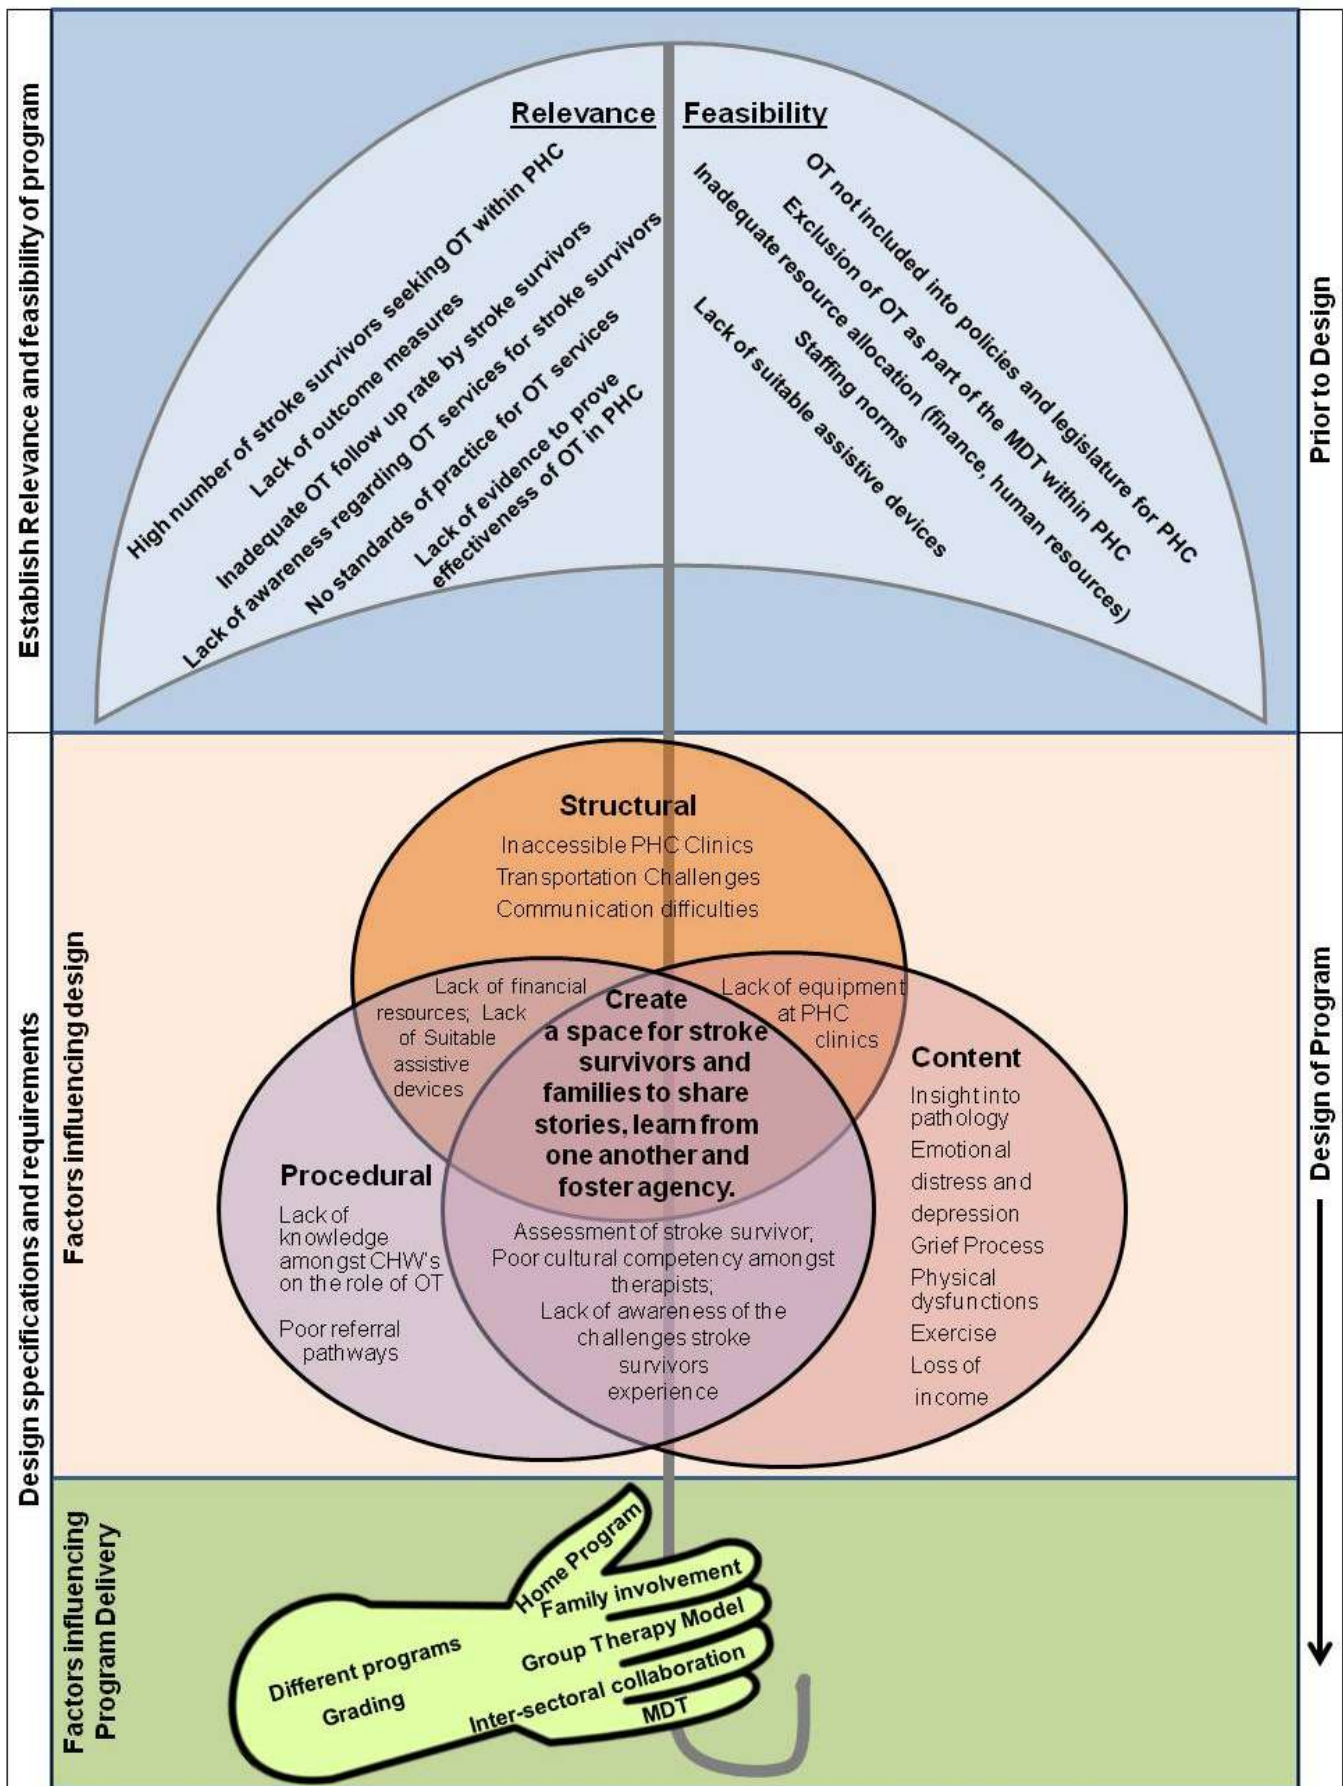 Establish Relevance and feasibility of program
Prior to Design
Relevance
High number of stroke survivors seeking OT within PHC
Lack of outcome measures
Inadequate OT follow up rate by stroke survivors
Lack of awareness regarding OT services for stroke survivors
No standards of practice for OT services
Lack of evidence to prove
effectiveness of OT in PHC
Feasibility
OT not included into policies and legislature for PHC
Exclusion of OT as part of the MDT within PHC
Inadequate resource allocation (finance, human resources)
Staffing norms
Lack of suitable assistive devices
Design specifications and requirements
Factors influencing design
Design of Program
Structural
Inaccessible PHC Clinics
Transportation Challenges
Communication difficulties
Lack of financial
resources; Lack
of Suitable
assistive
devices
Create
a space for stroke
survivors and
families to share
stories, learn from
one another and
foster agency.
Lack of equipment
at PHC
clinics
Procedural
Lack of
knowledge
amongst CHW's
on the role of OT
Poor referral
pathways
Assessment of stroke survivor;
Poor cultural competency amongst
therapists;
Lack of awareness of the
challenges stroke
survivors
experience
Content
Insight into
pathology
Emotional
distress and
depression
Grief Process
Physical
dysfunctions
Exercise
Loss of
income
Factors influencing
Program Delivery
Home Program
Family involvement
Group Therapy Model
Inter-sectoral collaboration
MDT
Different programs
Grading